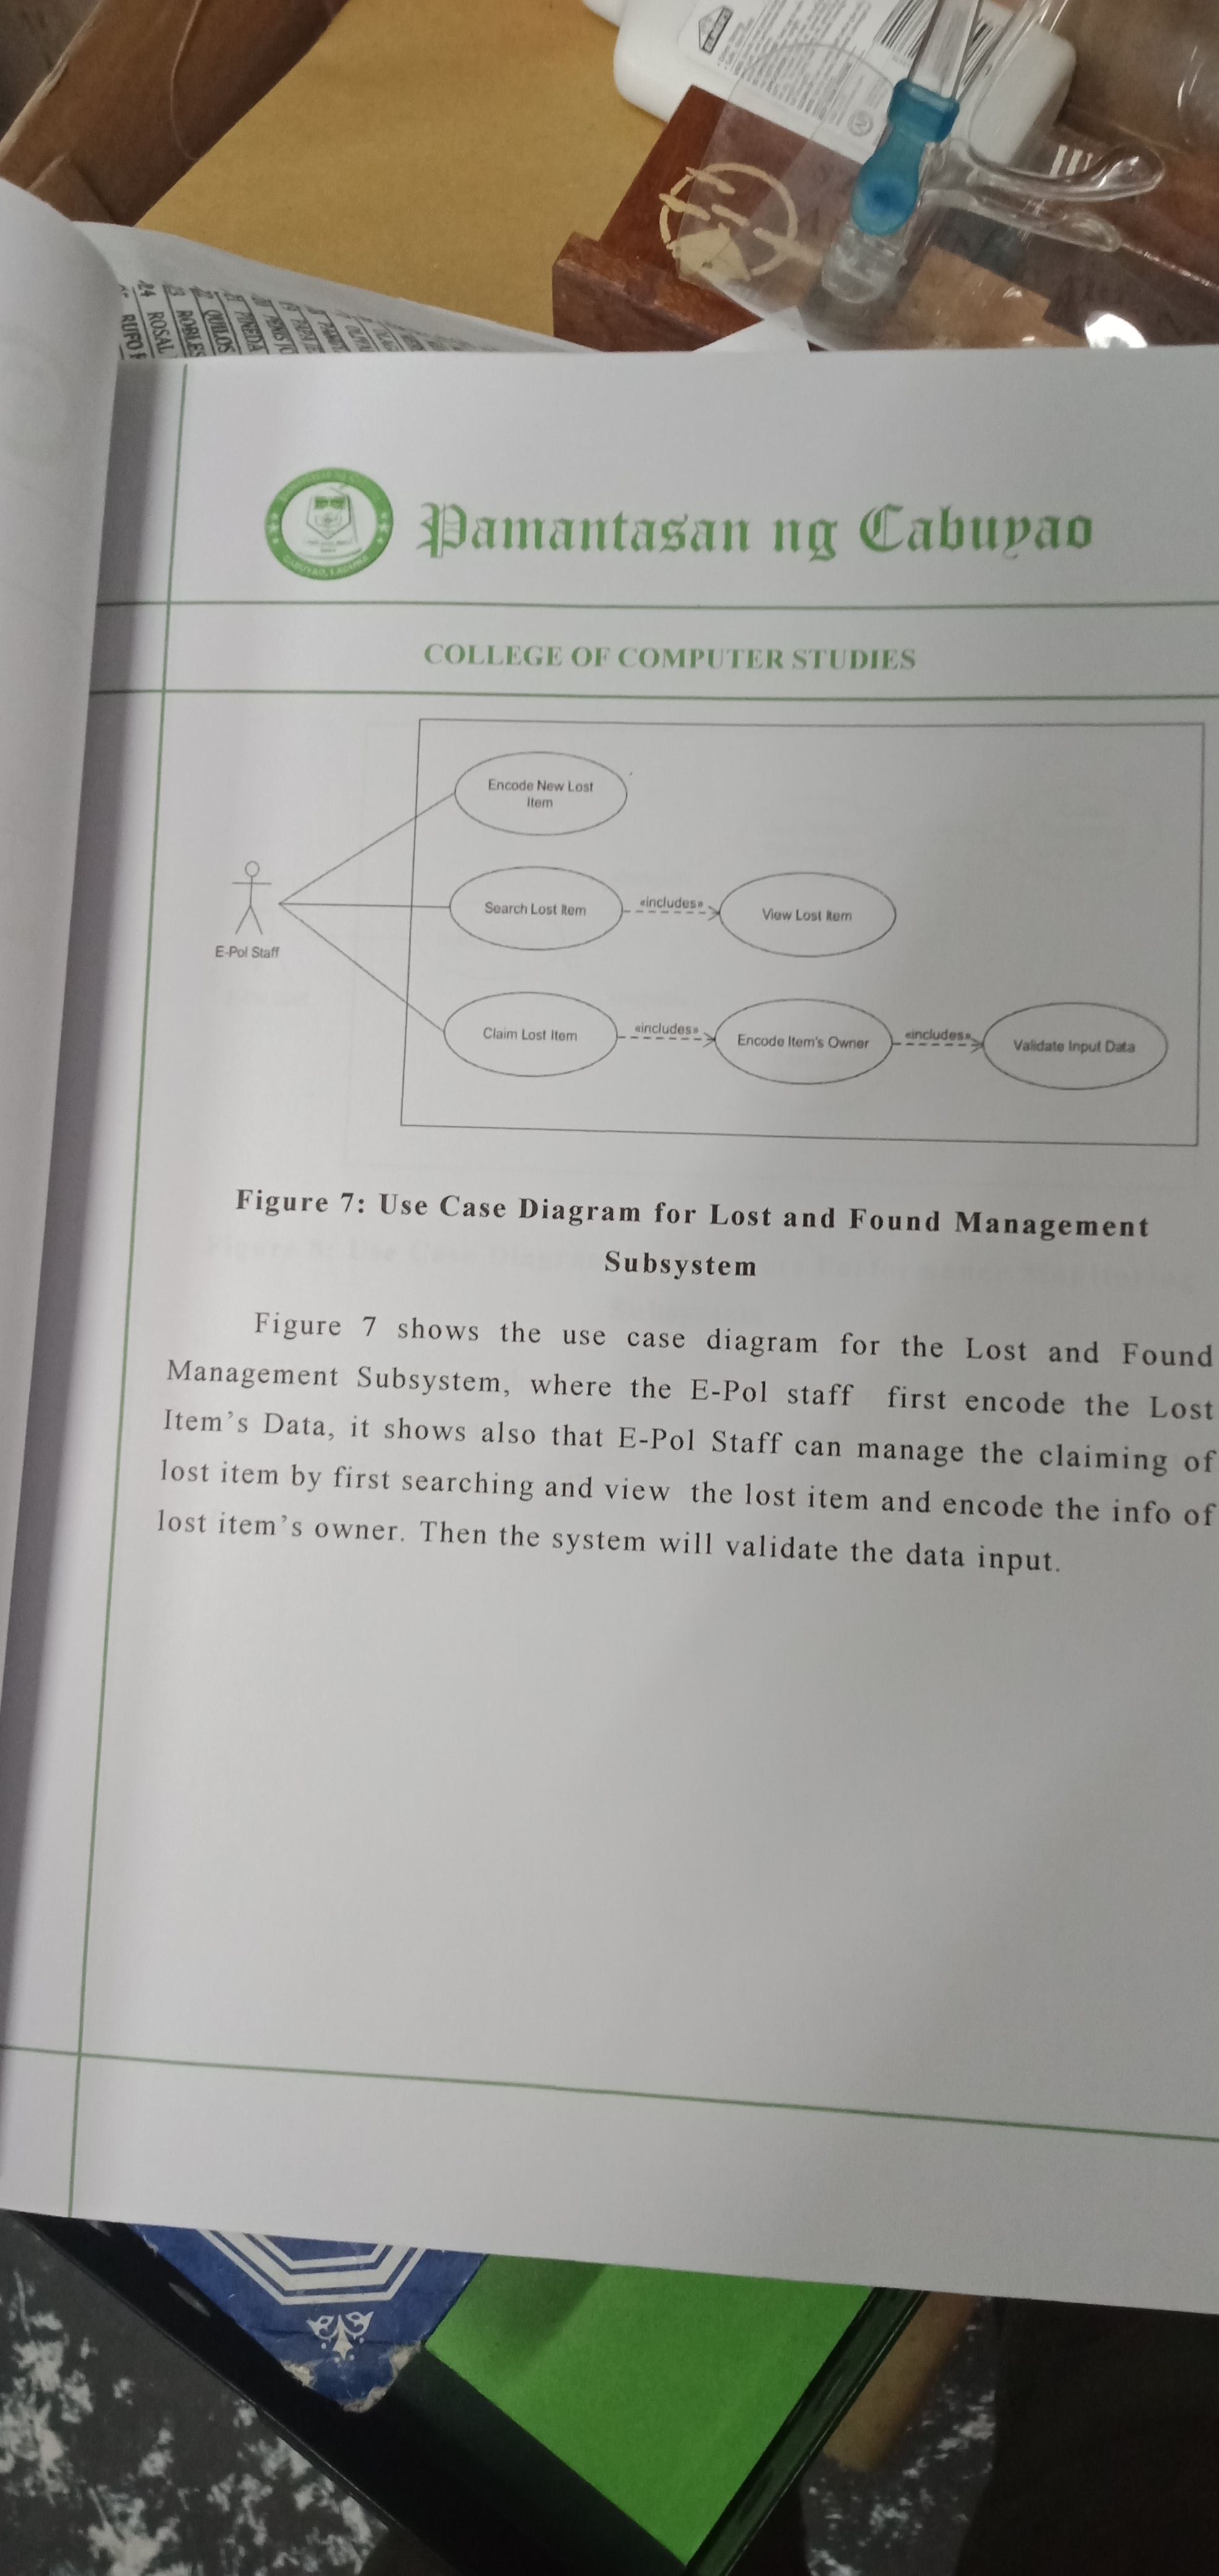 24 ROSAL
ROBLES
QUILOS
PINEDA
Pamantasan ng Cabuyao
COLLEGE OF COMPUTER STUDIES
Encode New Lost
Item
Search Lost Item
«includes»
View Lost Item
E-Pol Staff
Claim Lost Item
«includes»
Encode Item's Owner
«includes»
Validate Input Data
Figure 7: Use Case Diagram for Lost and Found Management
Subsystem
Figure 7 shows the use case diagram for the Lost and Found
Management Subsystem, where the E-Pol staff first encode the Lost
Item’s Data, it shows also that E-Pol Staff can manage the claiming of
lost item by first searching and view the lost item and encode the info of
lost item’s owner. Then the system will validate the data input.